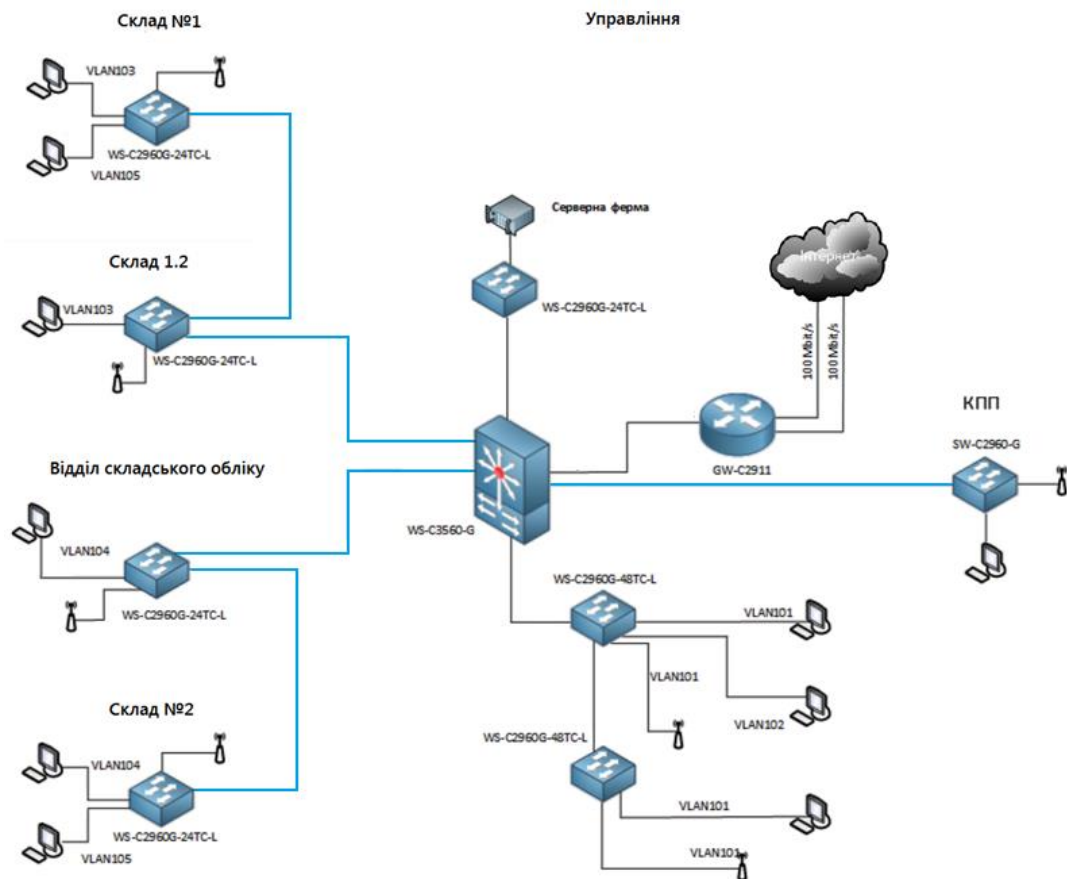 Склад №1
Управління
VLAN103
WS-C2960G-24TC-L
VLAN105
Серверна ферма
Склад 1.2
Інтернет
VLAN103
WS-C2960G-24TC-L
WS-C2960G-24TC-L
100 Mbit/s
100 Mbit/s
КПП
SW-C2960-G
Відділ складського обліку
GW-C2911
WS-C3560-G
VLAN104
WS-C2960G-24TC-L
WS-C2960G-48TC-L
VLAN101
VLAN101
VLAN102
Склад №2
WS-C2960G-48TC-L
VLAN104
VLAN101
WS-C2960G-24TC-L
VLAN105
VLAN101